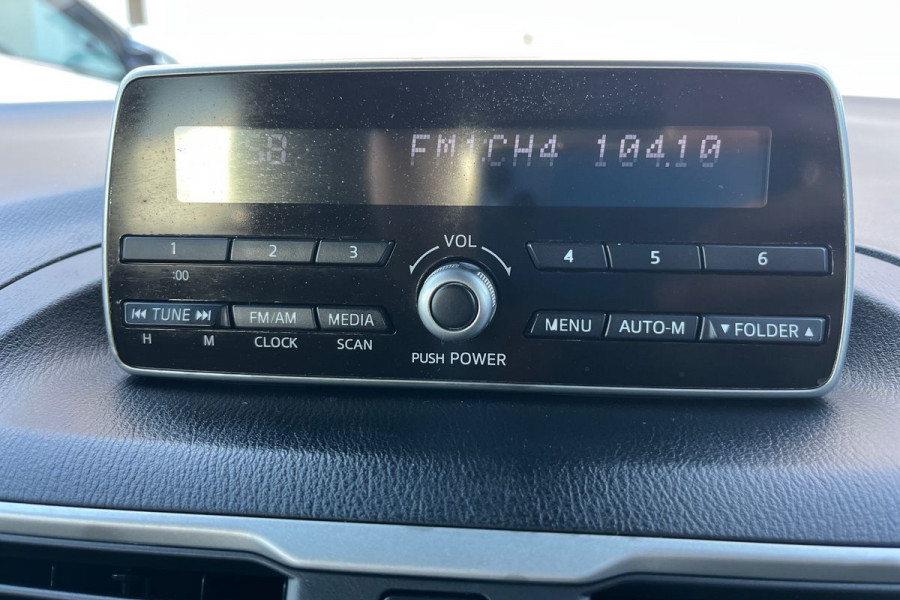 58 FM1CH4 104.10
VOL
1 2 3 4 5 6
:00
⏮ TUNE ⏭ FM/AM MEDIA MENU AUTO-M ▼ FOLDER ▲
H M CLOCK SCAN
PUSH POWER